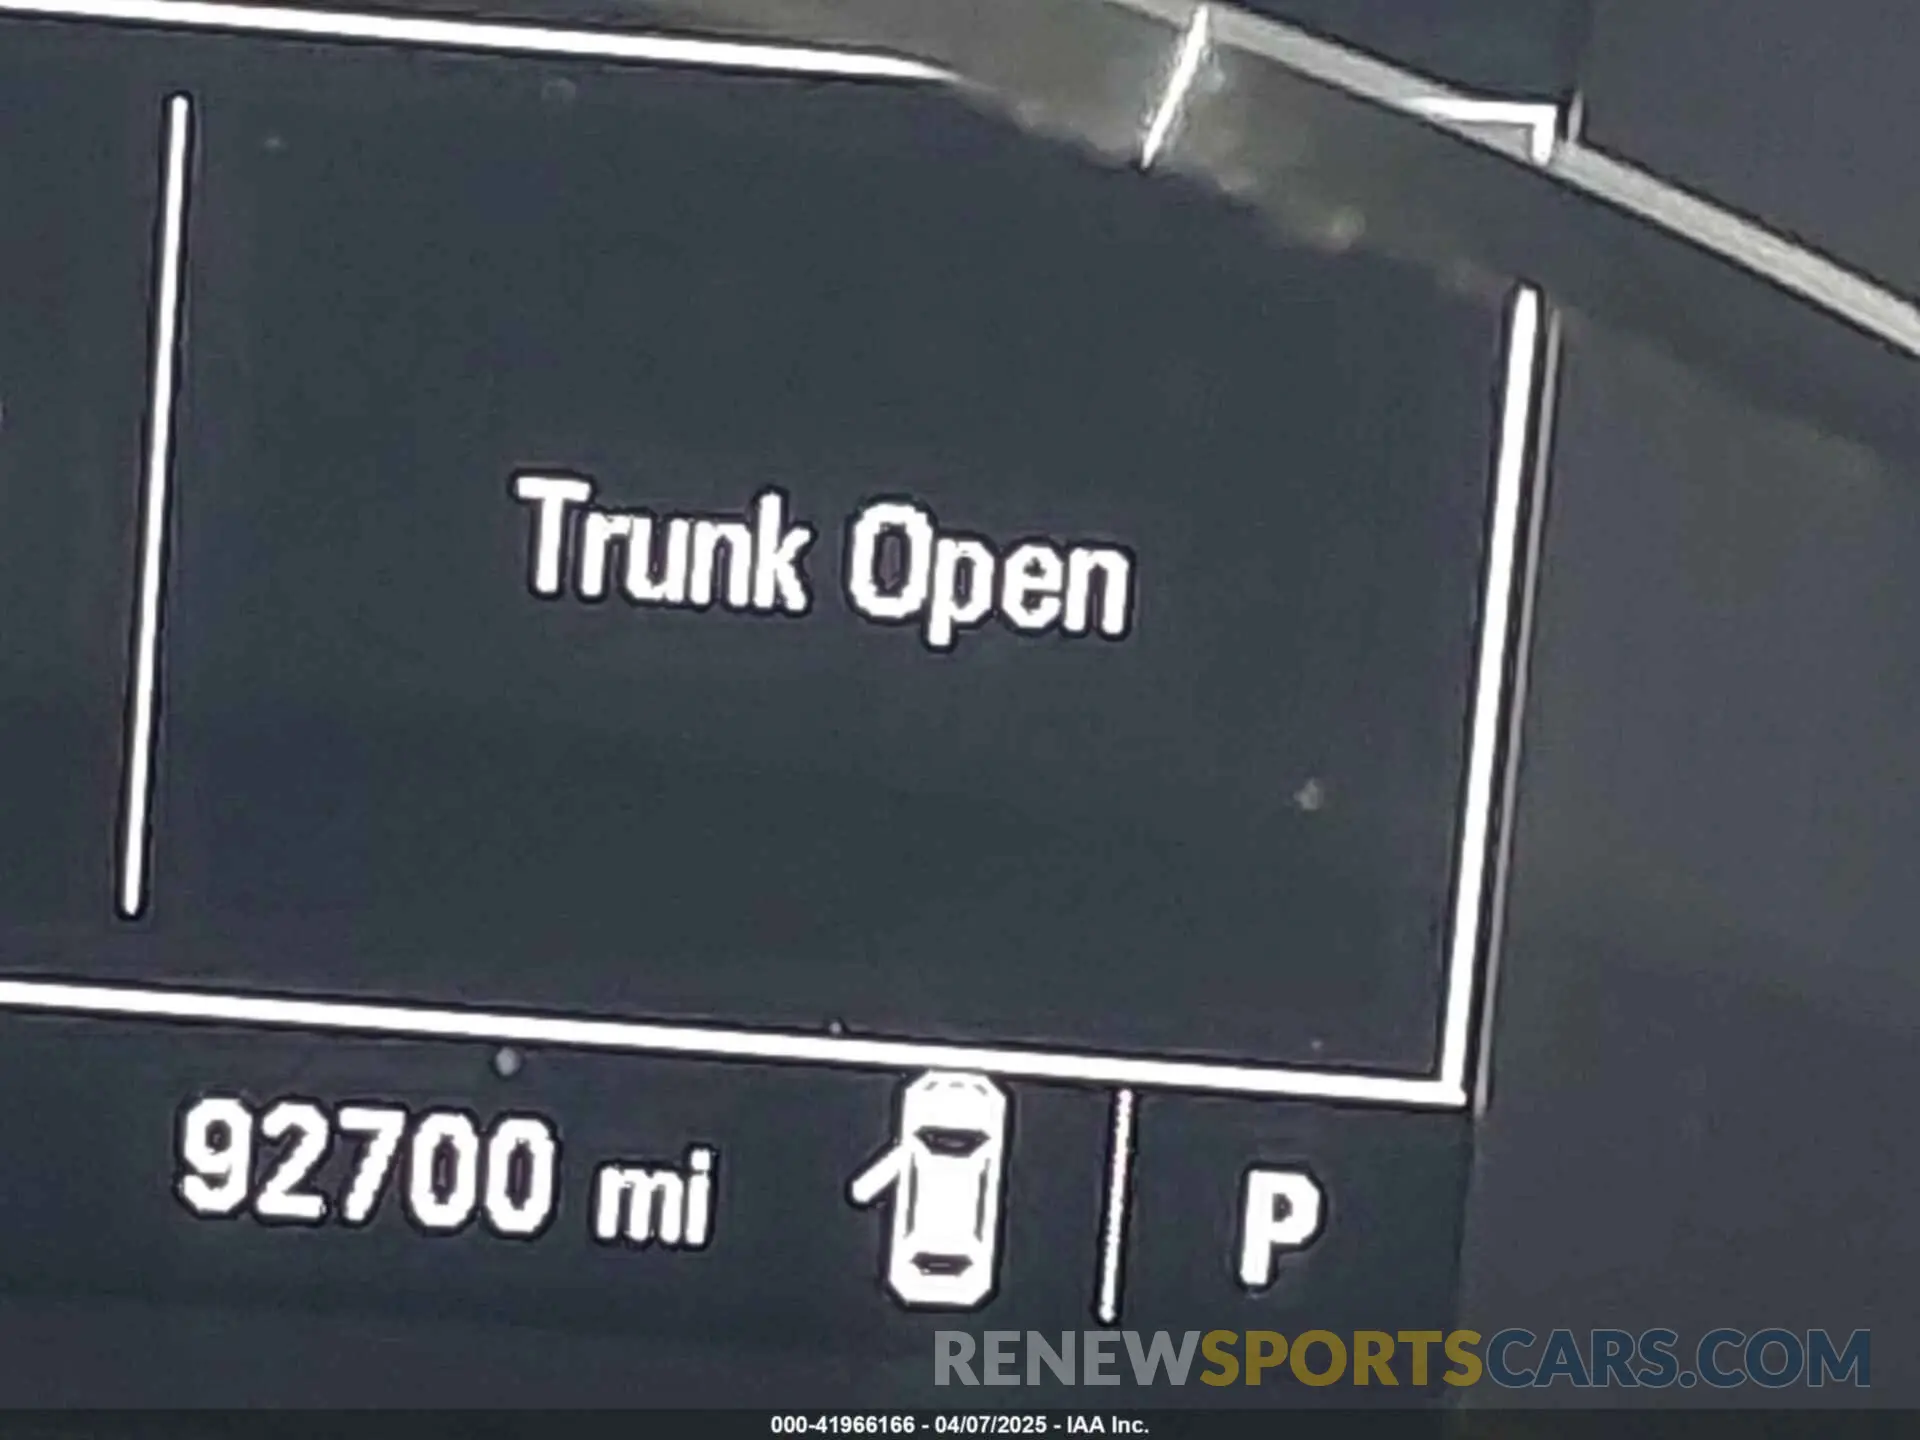 Trunk Open
92700 mi
P
RENEWSPORTSCARS.COM
000-41966166 - 04/07/2025 - IAA Inc.